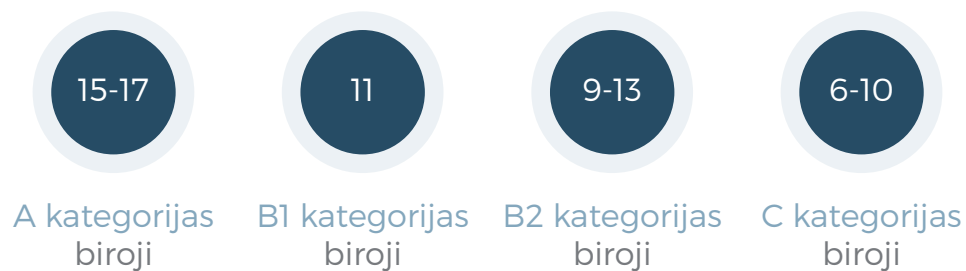 15-17
11
9-13
6-10
A kategorijas
biroji
B1 kategorijas
biroji
B2 kategorijas
biroji
C kategorijas
biroji